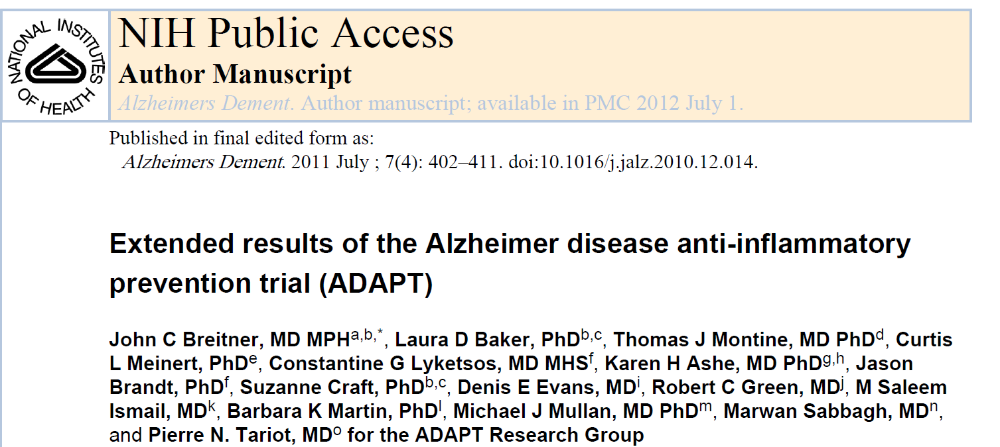 NATIONAL INSTITUTES OF HEALTH
NIH Public Access
Author Manuscript
Alzheimers Dement. Author manuscript; available in PMC 2012 July 1.
Published in final edited form as:
Alzheimers Dement. 2011 July ; 7(4): 402–411. doi:10.1016/j.jalz.2010.12.014.
Extended results of the Alzheimer disease anti-inflammatory
prevention trial (ADAPT)
John C Breitner, MD MPHa,b,*, Laura D Baker, PhDb,c, Thomas J Montine, MD PhDd, Curtis
L Meinert, PhDe, Constantine G Lyketsos, MD MHSf, Karen H Ashe, MD PhDg,h, Jason
Brandt, PhDf, Suzanne Craft, PhDb,c, Denis E Evans, MDi, Robert C Green, MDj, M Saleem
Ismail, MDk, Barbara K Martin, PhDl, Michael J Mullan, MD PhDm, Marwan Sabbagh, MDn,
and Pierre N. Tariot, MDo for the ADAPT Research Group